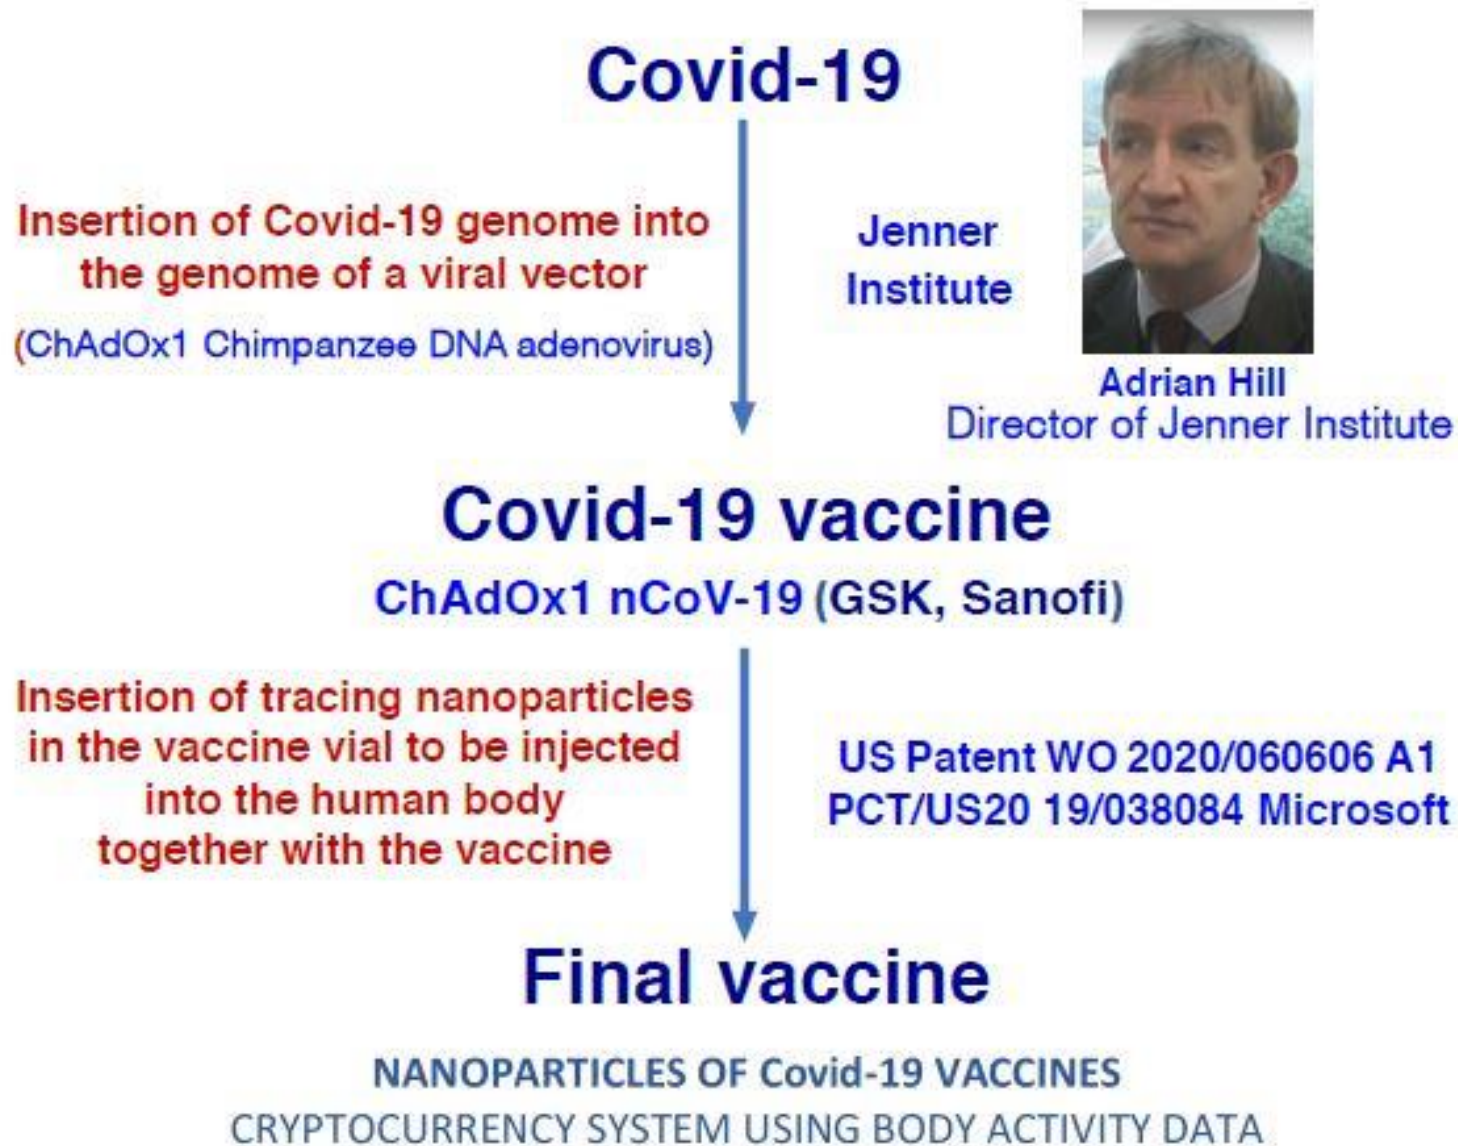 Covid-19
Insertion of Covid-19 genome into
the genome of a viral vector
(ChAdOx1 Chimpanzee DNA adenovirus)
Jenner
Institute
Adrian Hill
Director of Jenner Institute
Covid-19 vaccine
ChAdOx1 nCoV-19 (GSK, Sanofi)
Insertion of tracing nanoparticles
in the vaccine vial to be injected
into the human body
together with the vaccine
US Patent WO 2020/060606 A1
PCT/US20 19/038084 Microsoft
Final vaccine
NANOPARTICLES OF Covid-19 VACCINES
CRYPTOCURRENCY SYSTEM USING BODY ACTIVITY DATA